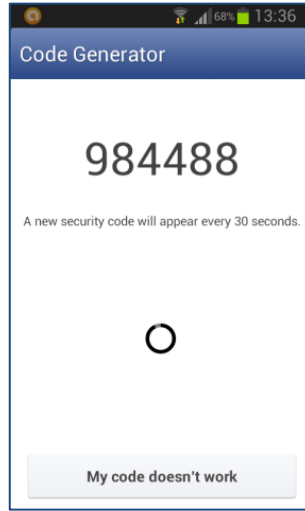 68% 13:36
Code Generator
984488
A new security code will appear every 30 seconds.
My code doesn't work